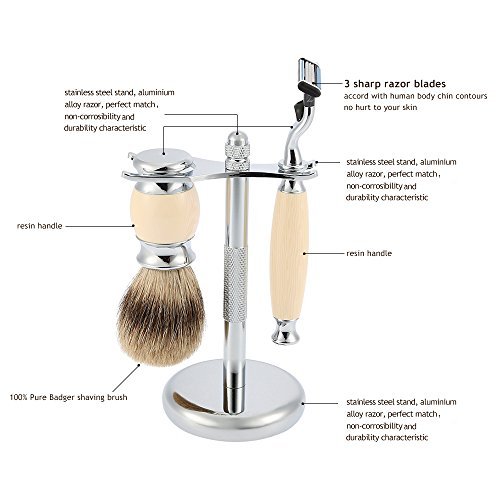 stainless steel stand, aluminium
alloy razor, perfect match,
non-corrosibility and
durability characteristic
3 sharp razor blades
accord with human body chin contours
no hurt to your skin
stainless steel stand, aluminium
alloy razor, perfect match,
non-corrosibility and
durability characteristic
resin handle
resin handle
100% Pure Badger shaving brush
stainless steel stand, aluminium
alloy razor, perfect match,
non-corrosibility and
durability characteristic